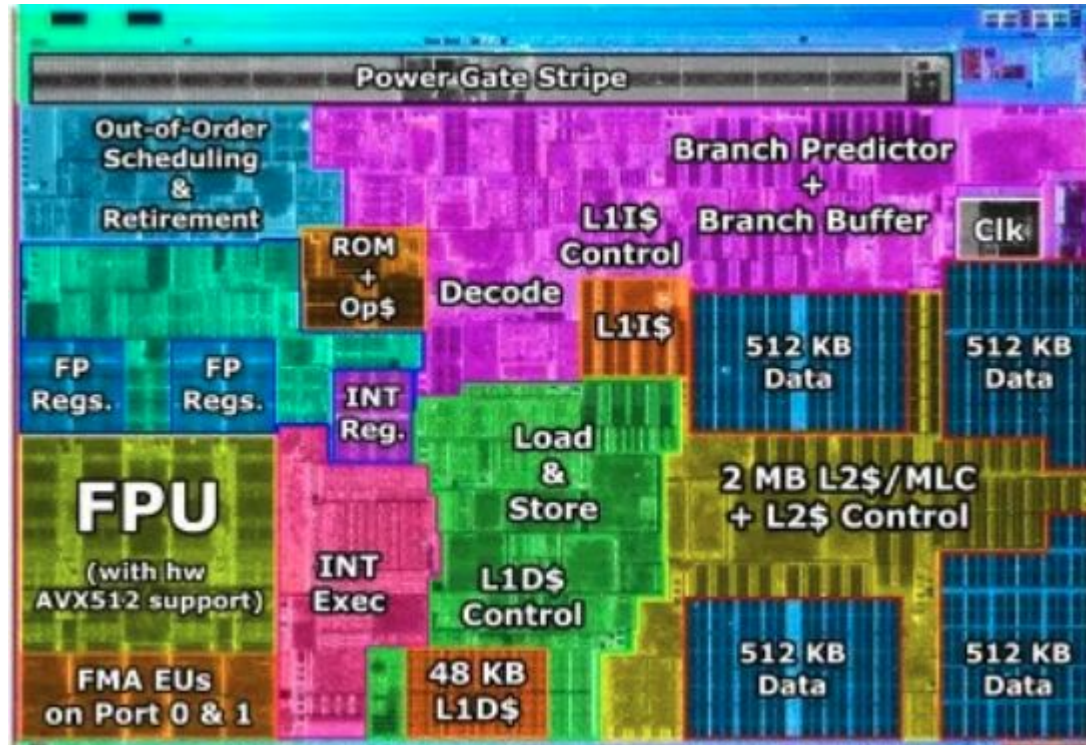 Power Gate Stripe
Out-of-Order
Scheduling
&
Retirement
Branch Predictor
+
Branch Buffer
L1I$
Control
Clk
ROM
+
Op$
Decode
L1I$
512 KB
Data
512 KB
Data
FP
Regs.
FP
Regs.
INT
Reg.
Load
&
Store
2 MB L2$/MLC
+ L2$ Control
FPU
(with hw
AVX512 support)
INT
Exec
L1D$
Control
FMA EUs
on Port 0 & 1
48 KB
L1D$
512 KB
Data
512 KB
Data